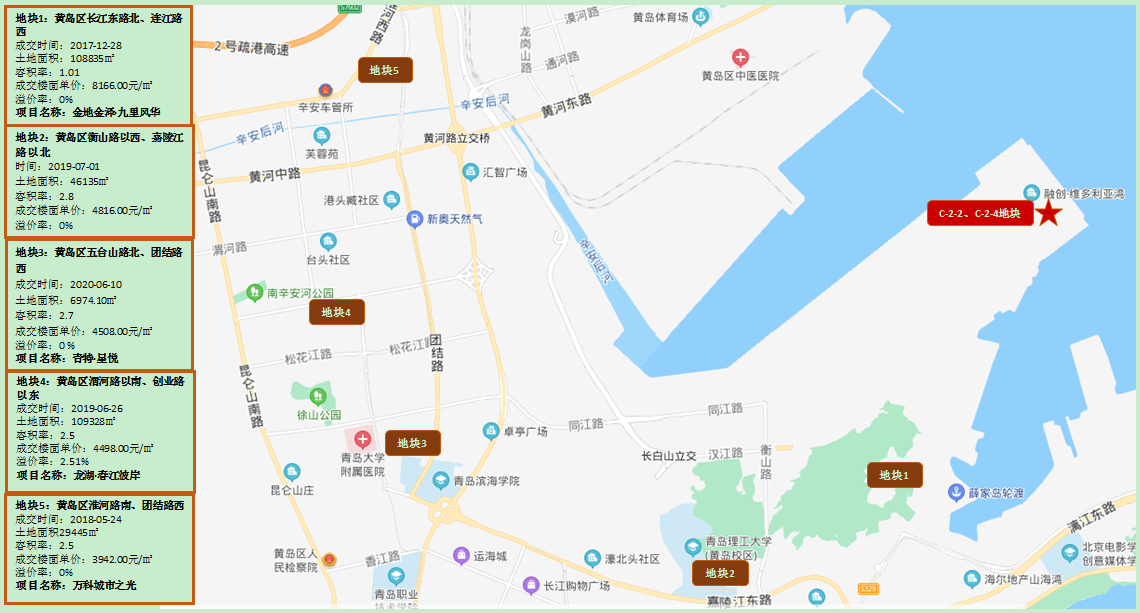 地块1：黄岛区长江东路北、连江路
西
成交时间：2017-12-28
土地面积：108835㎡
容积率：1.01
成交楼面单价：8166.00元/㎡
溢价率：0%
项目名称：金地金泽·九里风华
地块2：黄岛区衡山路以西、嘉陵江
路以北
时间：2019-07-01
土地面积：46135㎡
容积率：2.8
成交楼面单价：4816.00元/㎡
溢价率：0%
地块3：黄岛区五台山路北、团结路
西
成交时间：2020-06-10
土地面积：6974.10㎡
容积率：2.7
成交楼面单价：4508.00元/㎡
溢价率：0%
项目名称：青特·星悦
地块4：黄岛区渭河路以南、创业路
以东
成交时间：2019-06-26
土地面积：109328㎡
容积率：2.5
成交楼面单价：4498.00元/㎡
溢价率：2.51%
项目名称：龙湖·春江彼岸
地块5：黄岛区淮河路南、团结路西
成交时间：2018-05-24
土地面积29445㎡
容积率：2.5
成交楼面单价：3942.00元/㎡
溢价率：0%
项目名称：万科城市之光
2号疏港高速
河西路
龙岗山路
漠河路
黄岛体育场
通河路
黄岛区中医医院
地块5
辛安车管所
辛安后河
黄河东路
辛安后河
芙蓉苑
黄河路立交桥
黄河中路
汇智广场
昆仑山南路
港头臧社区
新奥天然气
融创·维多利亚湾
C-2-2、C-2-4地块
渭河路
台头社区
辛安后河
南辛安河公园
地块4
松花江路
松花江路
团结路
昆仑山南路
徐山公园
同江路
同江路
卓亭广场
地块3
青岛大学
附属医院
长白山立交
汉江路
衡山路
昆仑山庄
青岛滨海学院
地块1
薛家岛轮渡
漓江东路
青岛理工大学
(黄岛校区)
黄岛区人
民检察院
香江路
运海城
濠北头社区
地块2
北京电影学
创意媒体学
青岛职业
技术学院
长江购物广场
嘉陵江东路
S329
海尔地产山海湾